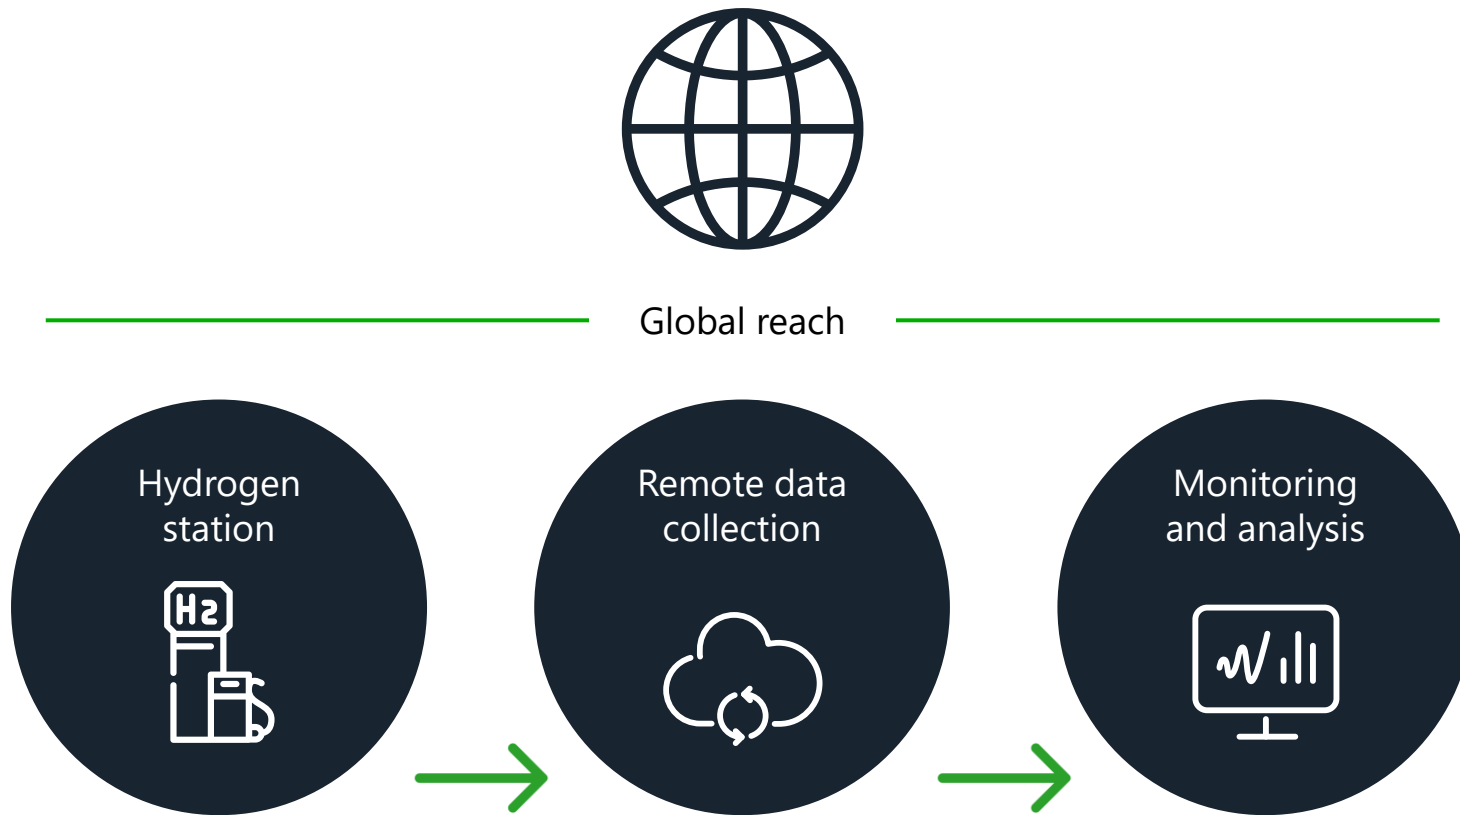 Global reach
Hydrogen
station
H2
Remote data
collection
Monitoring
and analysis